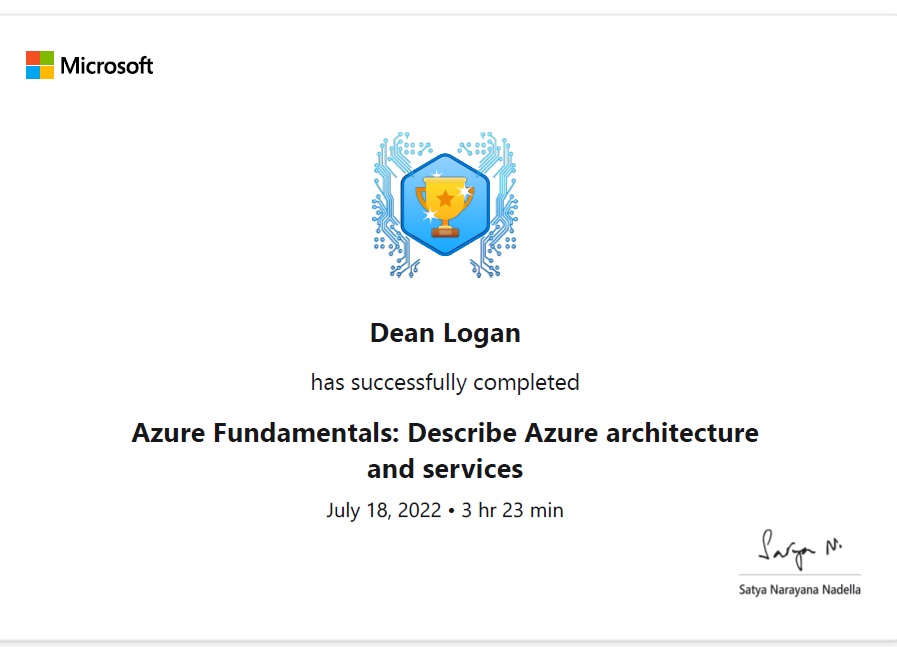 Microsoft
Dean Logan
has successfully completed
Azure Fundamentals: Describe Azure architecture
and services
July 18, 2022 • 3 hr 23 min
Satya N.
Satya Narayana Nadella